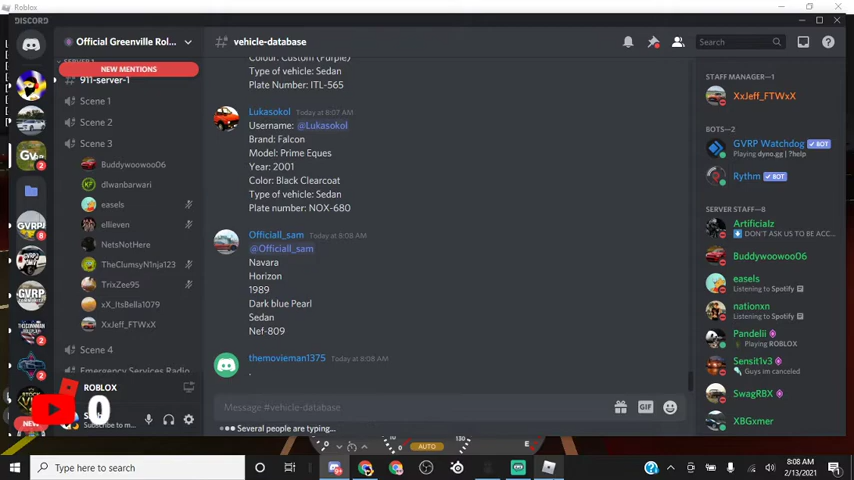 Roblox
DISCORD
Official Greenville Rol...
vehicle-database
Search
NEW MENTIONS
911-server-1
Scene 1
Scene 2
Scene 3
Buddywoowoo06
dlwanbarwari
easels
ellieven
NetsNotHere
TheClumsyN1nja123
TrixZee95
xX_ItsBella1079
XxJeff_FTWxX
Scene 4
Emergency Services Radio
ROBLOX
0
Subscribe to m...
NEW
Colour: Custom (Purple)
Type of vehicle: Sedan
Plate Number: ITL-565
Lukasokol Today at 8:07 AM
Username: @Lukasokol
Brand: Falcon
Model: Prime Eques
Year: 2001
Color: Black Clearcoat
Type of vehicle: Sedan
Plate number: NOX-680
Officiall_sam Today at 8:08 AM
@Officiall_sam
Navara
Horizon
1989
Dark blue Pearl
Sedan
Nef-809
themovieman1375 Today at 8:08 AM
.
Message #vehicle-database
GIF
Several people are typing...
STAFF MANAGER—1
XxJeff_FTWxX
BOTS—2
GVRP Watchdog BOT
Playing dyno.gg | ?help
Rythm BOT
SERVER STAFF—8
Artificialz
DON'T ASK US TO BE ACC...
Buddywoowoo06
easels
Listening to Spotify
nationxn
Listening to Spotify
Pandelii
Playing ROBLOX
Sensit1v3
Guys im canceled
SwagRBX
XBGxmer
AUTO
130
E
Type here to search
8:08 AM
2/13/2021